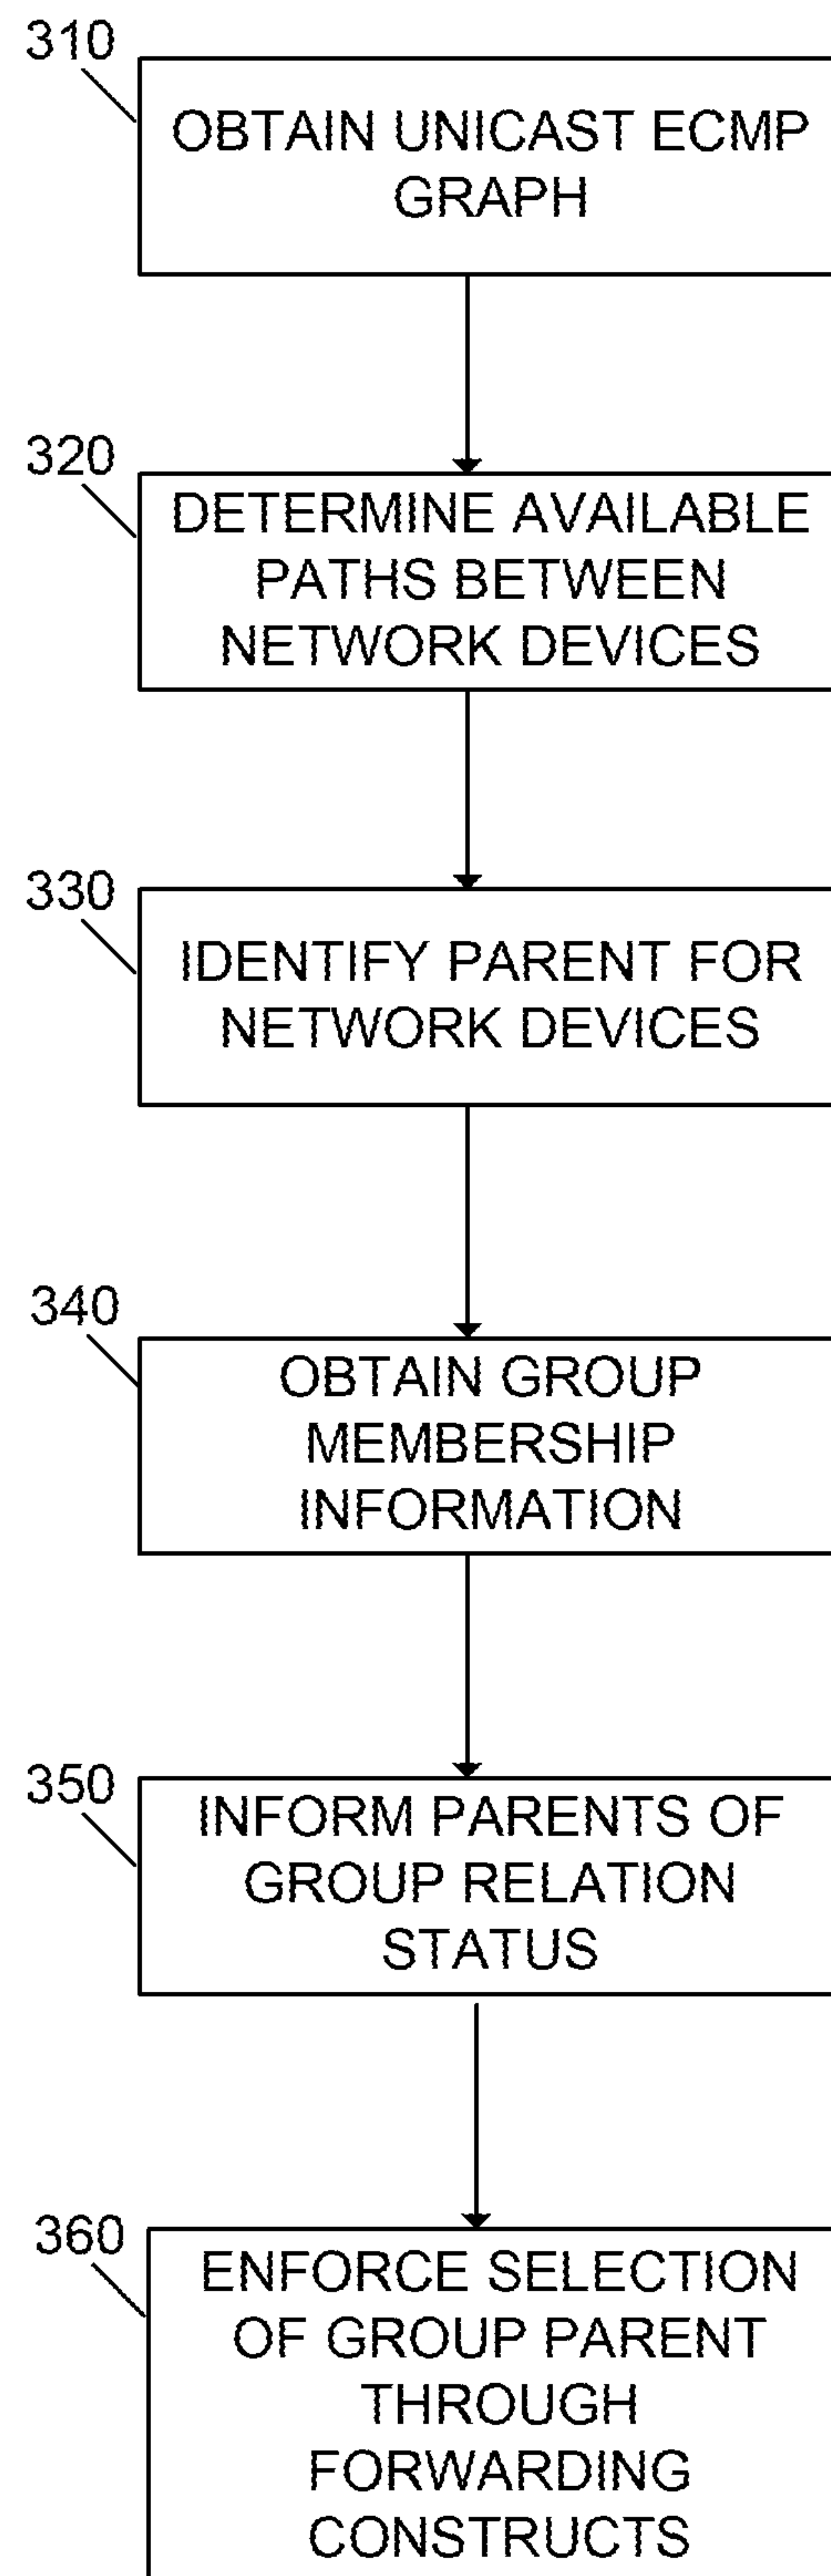 310
OBTAIN UNICAST ECMP
GRAPH
320
DETERMINE AVAILABLE
PATHS BETWEEN
NETWORK DEVICES
330
IDENTIFY PARENT FOR
NETWORK DEVICES
340
OBTAIN GROUP
MEMBERSHIP
INFORMATION
350
INFORM PARENTS OF
GROUP RELATION
STATUS
360
ENFORCE SELECTION
OF GROUP PARENT
THROUGH
FORWARDING
CONSTRUCTS